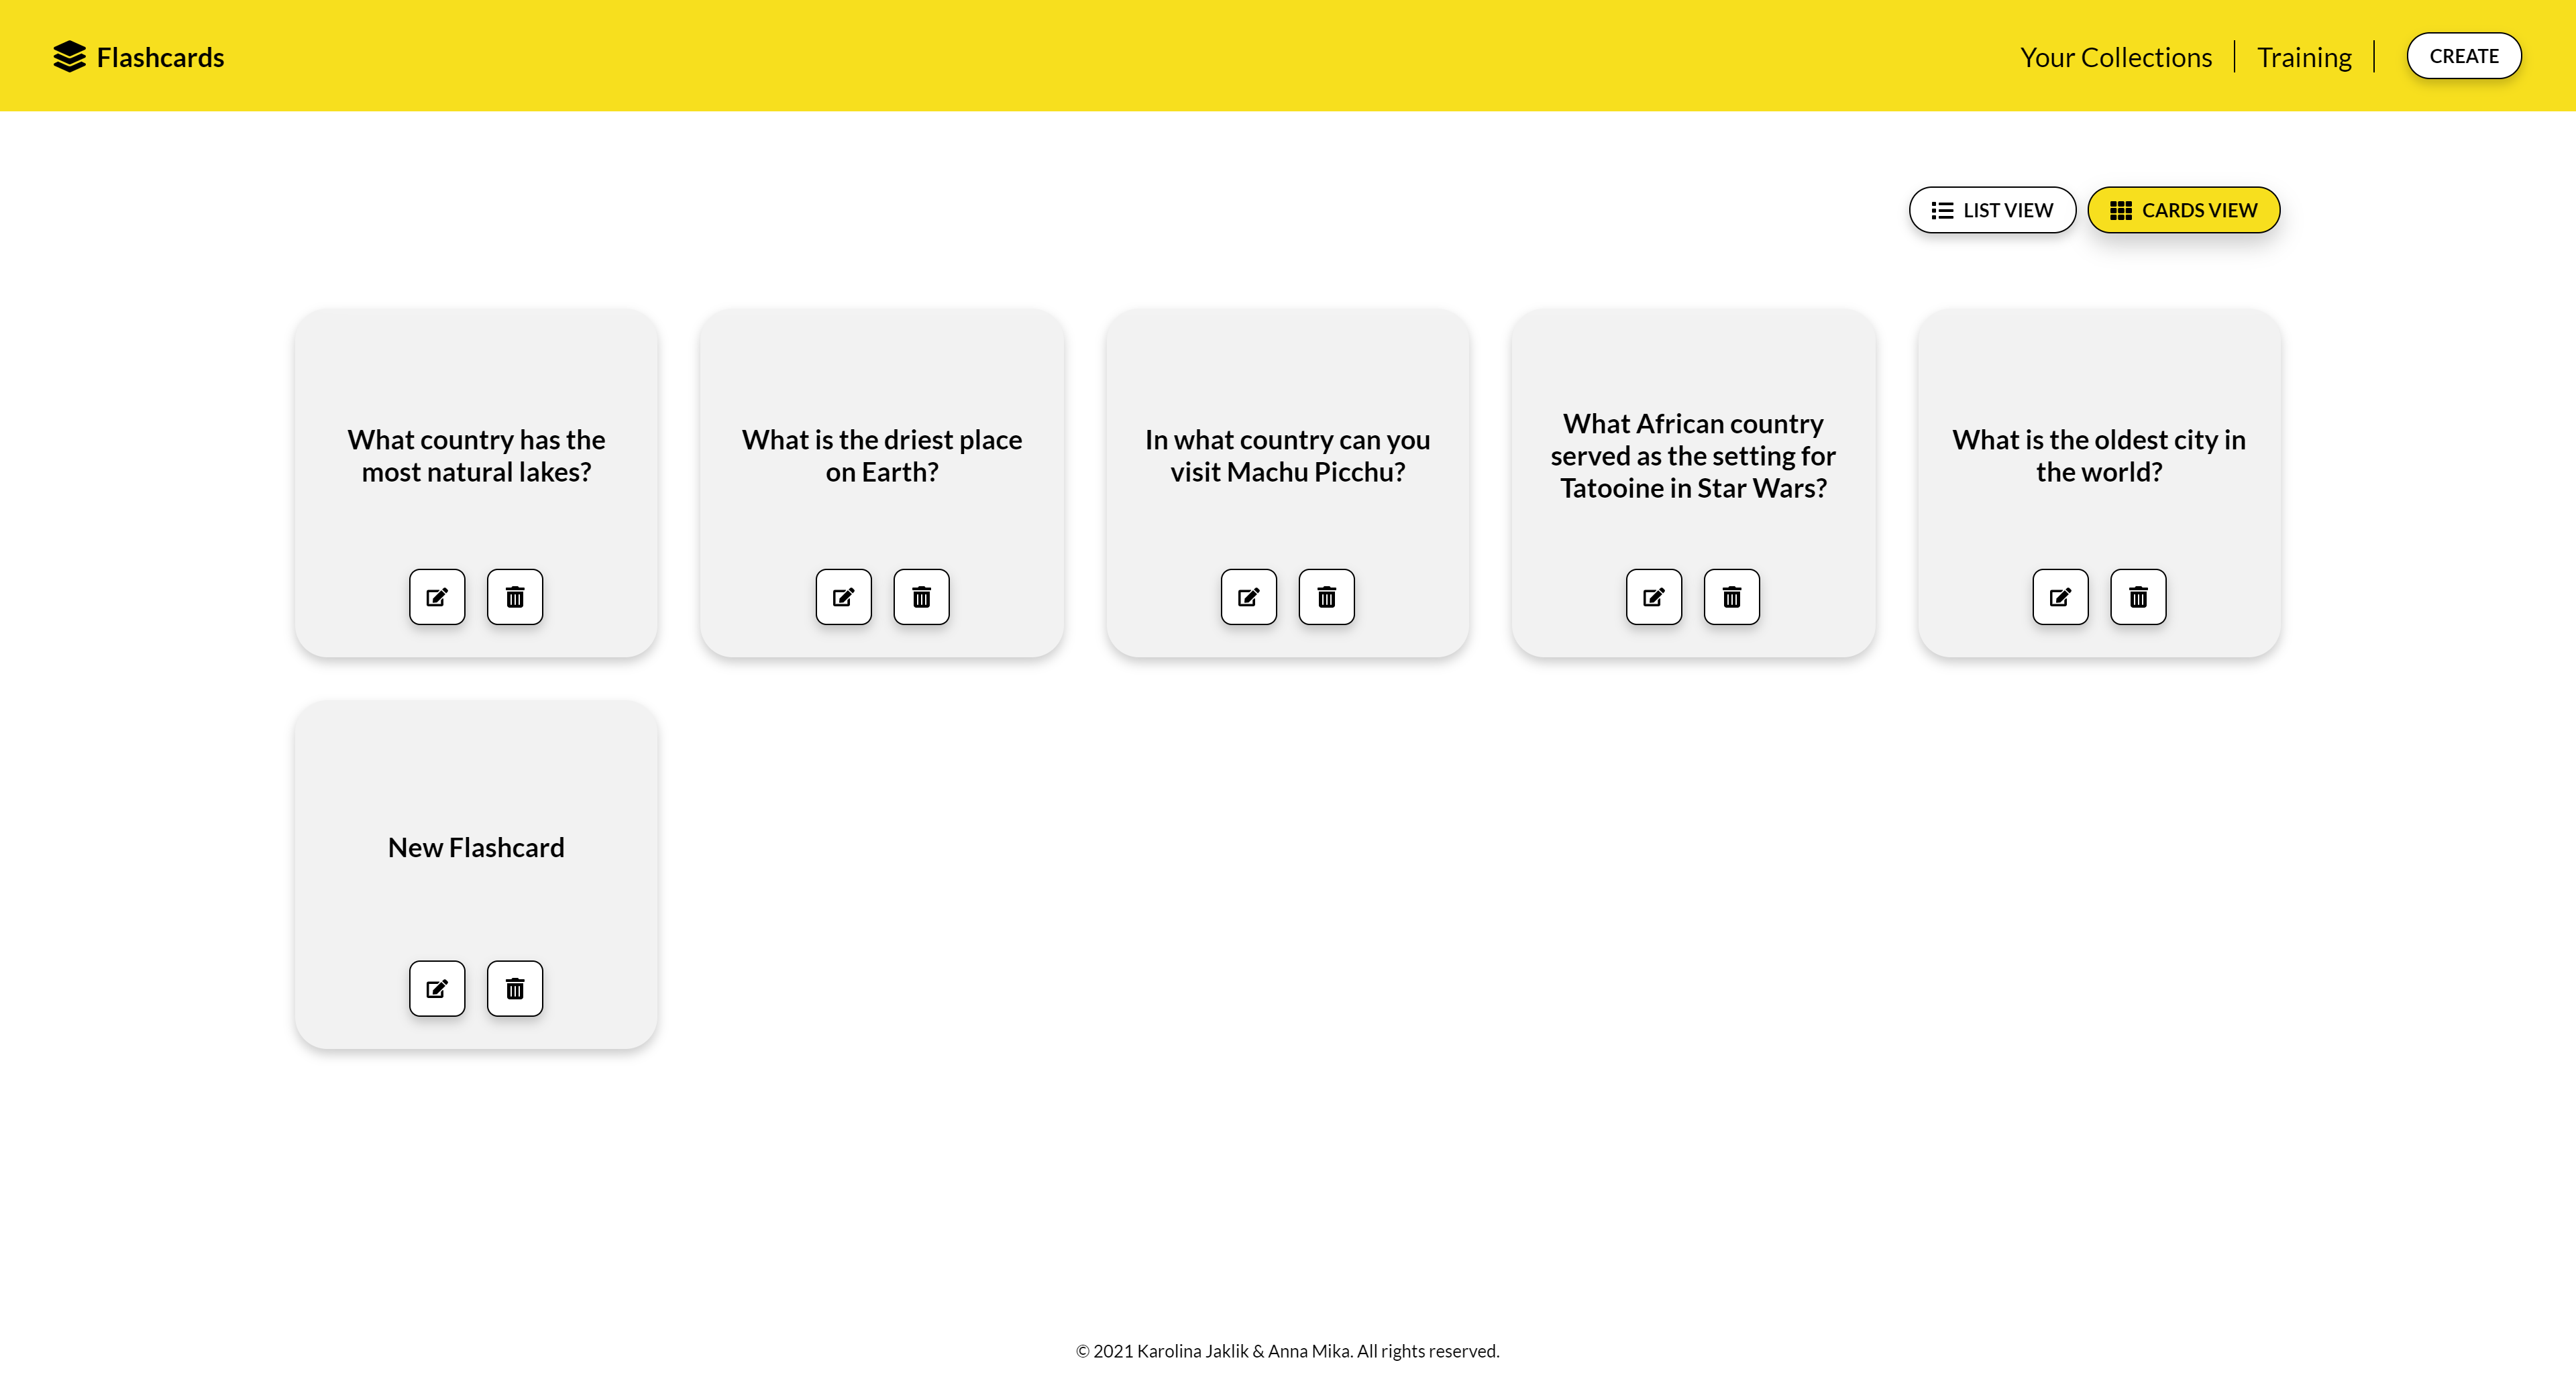 Flashcards
Your Collections
Training
CREATE
LIST VIEW
CARDS VIEW
What country has the
most natural lakes?
What is the driest place
on Earth?
In what country can you
visit Machu Picchu?
What African country
served as the setting for
Tatooine in Star Wars?
What is the oldest city in
the world?
New Flashcard
© 2021 Karolina Jaklik & Anna Mika. All rights reserved.